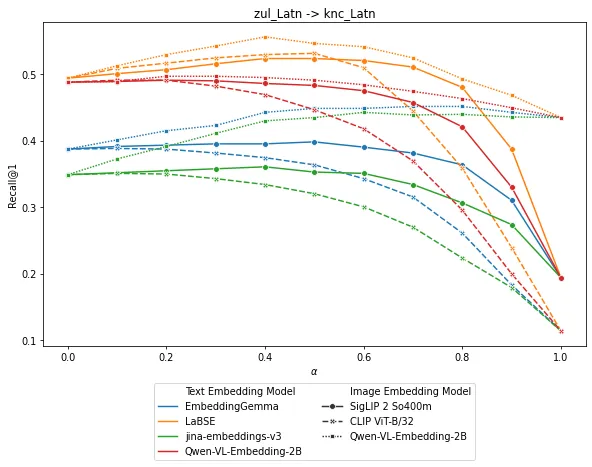 zul_Latn -> knc_Latn
Recall@1
0.5
0.4
0.3
0.2
0.1
0.0 0.2 0.4 0.6 0.8 1.0
α
Text Embedding Model Image Embedding Model
EmbeddingGemma SigLIP 2 So400m
LaBSE CLIP ViT-B/32
jina-embeddings-v3 Qwen-VL-Embedding-2B
Qwen-VL-Embedding-2B